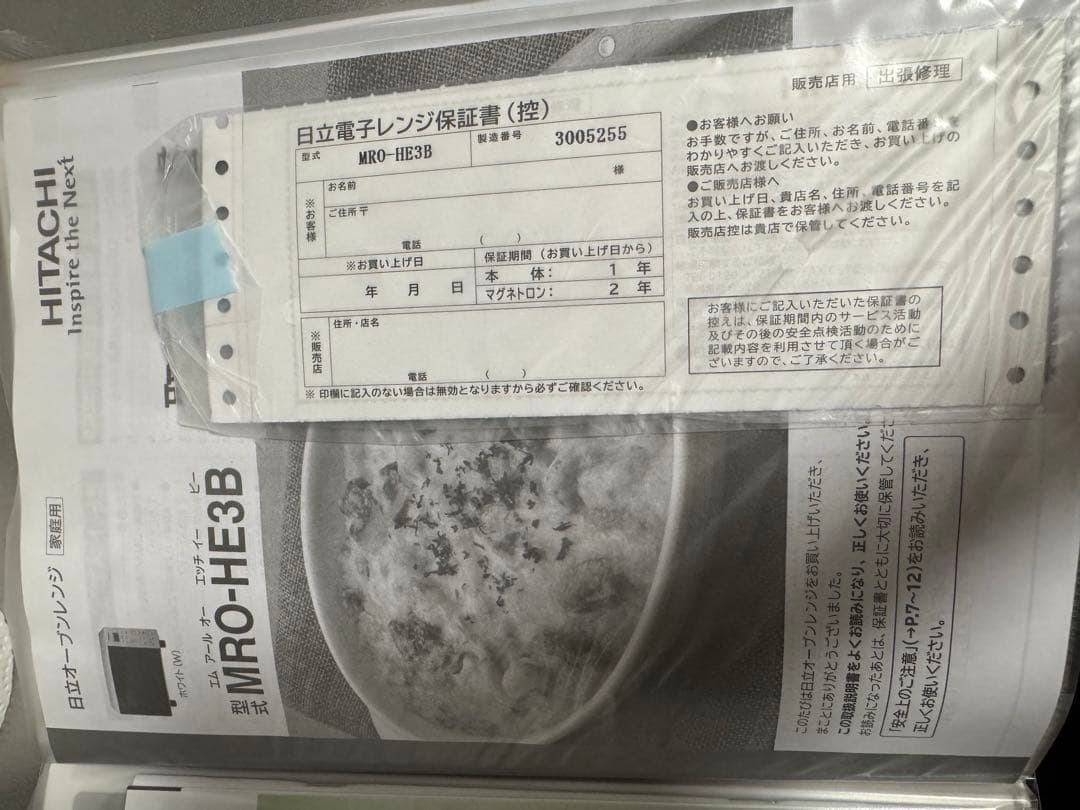 販売店用 出張修理
日立電子レンジ保証書(控)
型式 MRO-HE3B 製造番号 3005255
※お客様
お名前 様
ご住所 〒
電話 ( )
※お買い上げ日
年 月 日
保証期間 (お買い上げ日から)
本 体: 1 年
マグネトロン: 2 年
※販売店
住所・店名
電話 ( )
※ 印欄に記入のない場合は無効となりますから必ずご確認ください。
●お客様へお願い
お手数ですが、ご住所、お名前、電話番号を
わかりやすくご記入いただき、お買い上げの
販売店へお渡しください。
●ご販売店様へ
お買い上げ日、貴店名、住所、電話番号を記
入の上、保証書をお客様へお渡しください。
販売店控は貴店で保管してください。
お客様にご記入いただいた保証書の
控えは、保証期間内のサービス活動
及びその後の安全点検活動のために
記載内容を利用させて頂く場合がご
ざいますので、ご了承ください。
HITACHI
Inspire the Next
日立オーブンレンジ 家庭用
ホワイト(W)
エム アール オー エッチ イー ビー
型式 MRO-HE3B
このたびは日立オーブンレンジをお買い上げいただき、
まことにありがとうございました。
この取扱説明書をよくお読みになり、正しくお使いください。
お読みになったあとは、保証書とともに大切に保管してくだ
「安全上のご注意」(→P.7~12)をお読みいただき、
正しくお使いください。